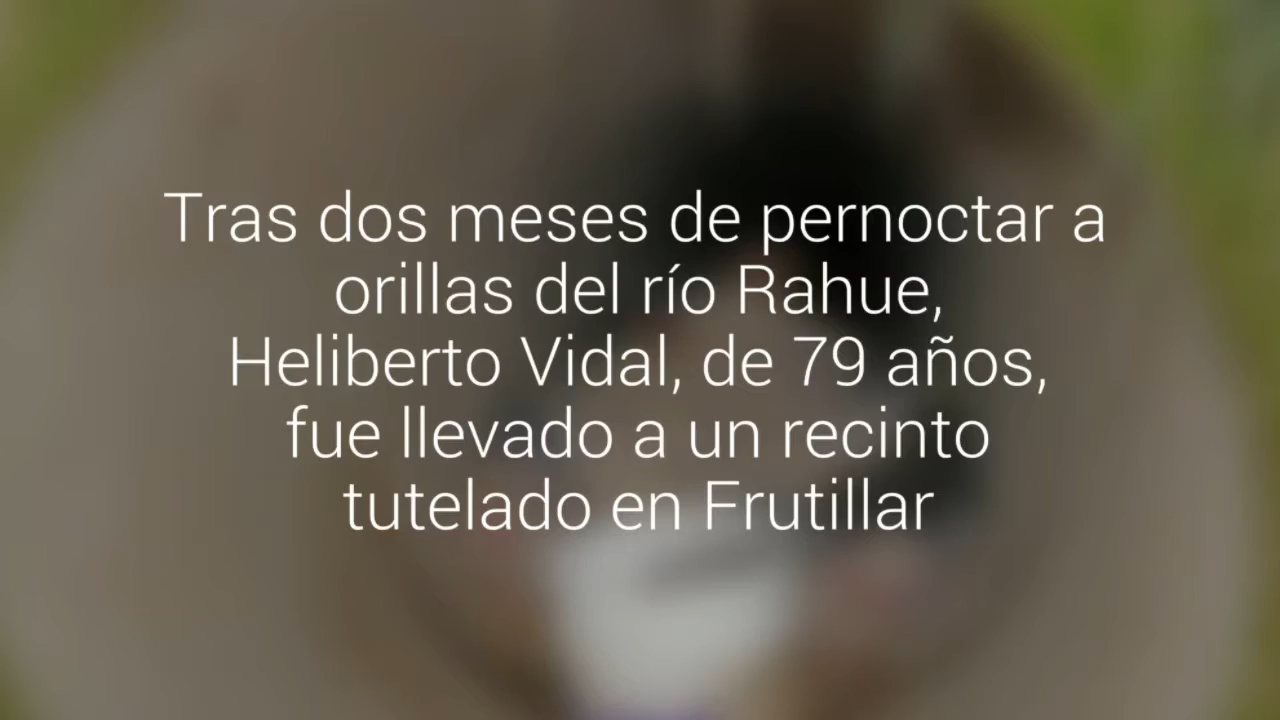 Tras dos meses de pernoctar a
orillas del río Rahue,
Heliberto Vidal, de 79 años,
fue llevado a un recinto
tutelado en Frutillar